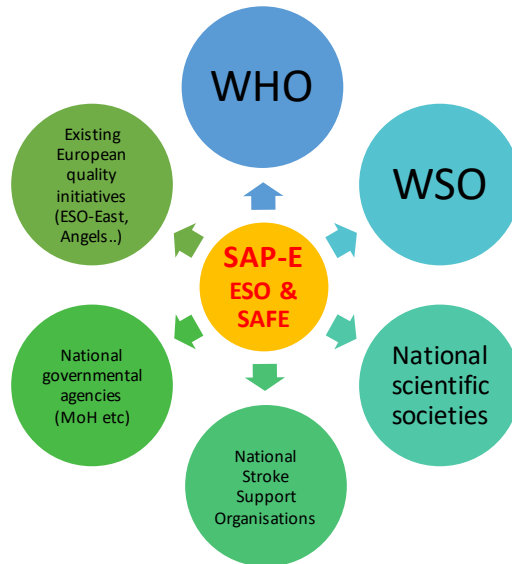 WHO
Existing
European
quality
initiatives
(ESO-East,
Angels..)
WSO
SAP-E
ESO &
SAFE
National
governmental
agencies
(MoH etc)
National
scientific
societies
National
Stroke
Support
Organisations